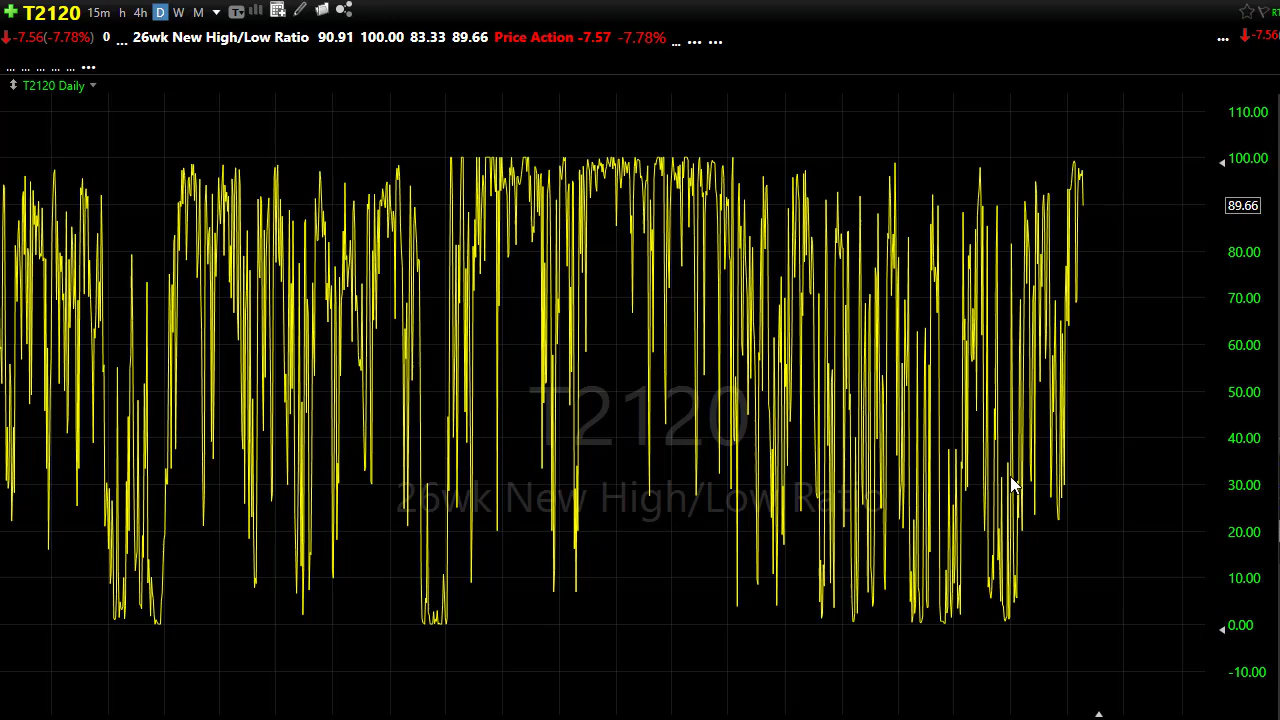 T2120 15m h 4h D W M T RT
-7.56(-7.78%) 0 ... 26wk New High/Low Ratio 90.91 100.00 83.33 89.66 Price Action -7.57 -7.78% ... ... ... ... -7.56
... ... ... ... ... ...
T2120 Daily
110.00
100.00
89.66
80.00
70.00
60.00
50.00
T2120
40.00
26wk New High/Low Ratio
30.00
20.00
10.00
0.00
-10.00